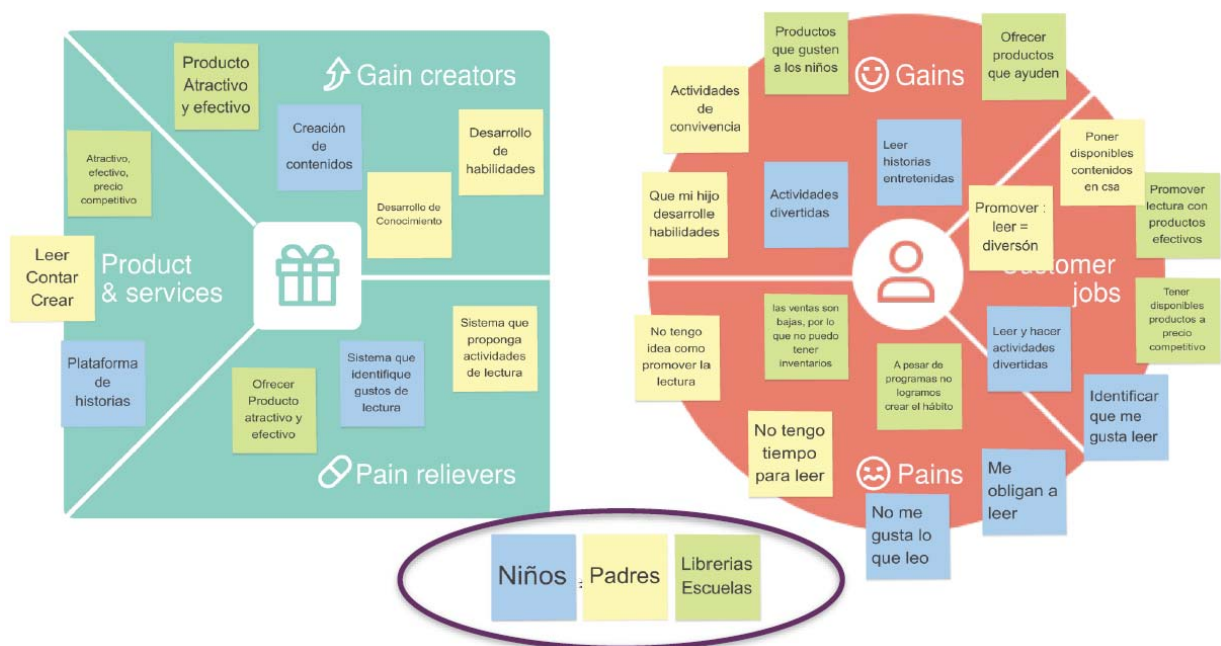 Gain creators
Producto
Atractivo
y efectivo
Creación
de
contenidos
Desarrollo
de
habilidades
Desarrollo de
Conocimiento
Atractivo,
efectivo,
precio
competitivo
Leer
Contar
Crear
Product
& services
Plataforma
de
historias
Ofrecer
Producto
atractivo y
efectivo
Sistema que
identifique
gustos de
lectura
Sistema que
proponga
actividades
de lectura
Pain relievers
Gains
Productos
que gusten
a los niños
Ofrecer
productos
que ayuden
Actividades
de
convivencia
Leer
historias
entretenidas
Que mi hijo
desarrolle
habilidades
Actividades
divertidas
Poner
disponibles
contenidos
en csa
Promover :
leer =
diversón
Promover
lectura con
productos
efectivos
Customer
jobs
Tener
disponibles
productos a
precio
competitivo
Leer y hacer
actividades
divertidas
Identificar
que me
gusta leer
No tengo
idea como
promover la
lectura
las ventas son
bajas, por lo
que no puedo
tener
inventarios
A pesar de
programas no
logramos
crear el hábito
No tengo
tiempo
para leer
Pains
Me
obligan a
leer
No me
gusta lo
que leo
Niños
Padres
Librerias
Escuelas